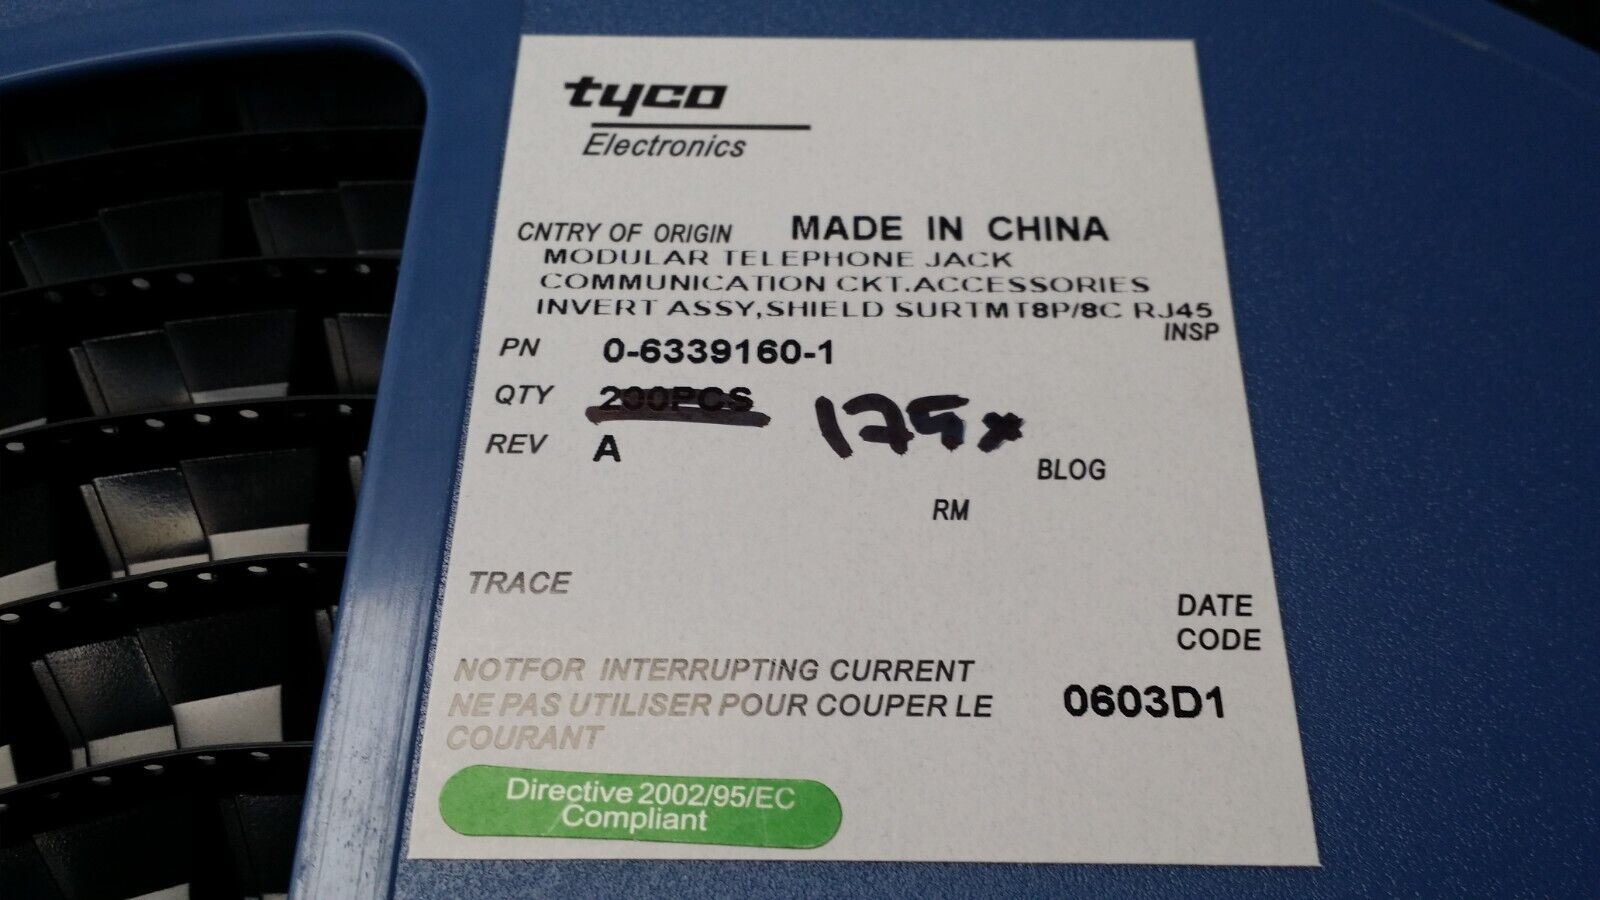 tyco
Electronics
CNTRY OF ORIGIN MADE IN CHINA
MODULAR TELEPHONE JACK
COMMUNICATION CKT.ACCESSORIES
INVERT ASSY,SHIELD SURTMT8P/8C RJ45
INSP
PN 0-6339160-1
QTY 200PCS 175x
REV A
BLOG
RM
TRACE
DATE
CODE
NOTFOR INTERRUPTING CURRENT
NE PAS UTILISER POUR COUPER LE
COURANT
0603D1
Directive 2002/95/EC
Compliant